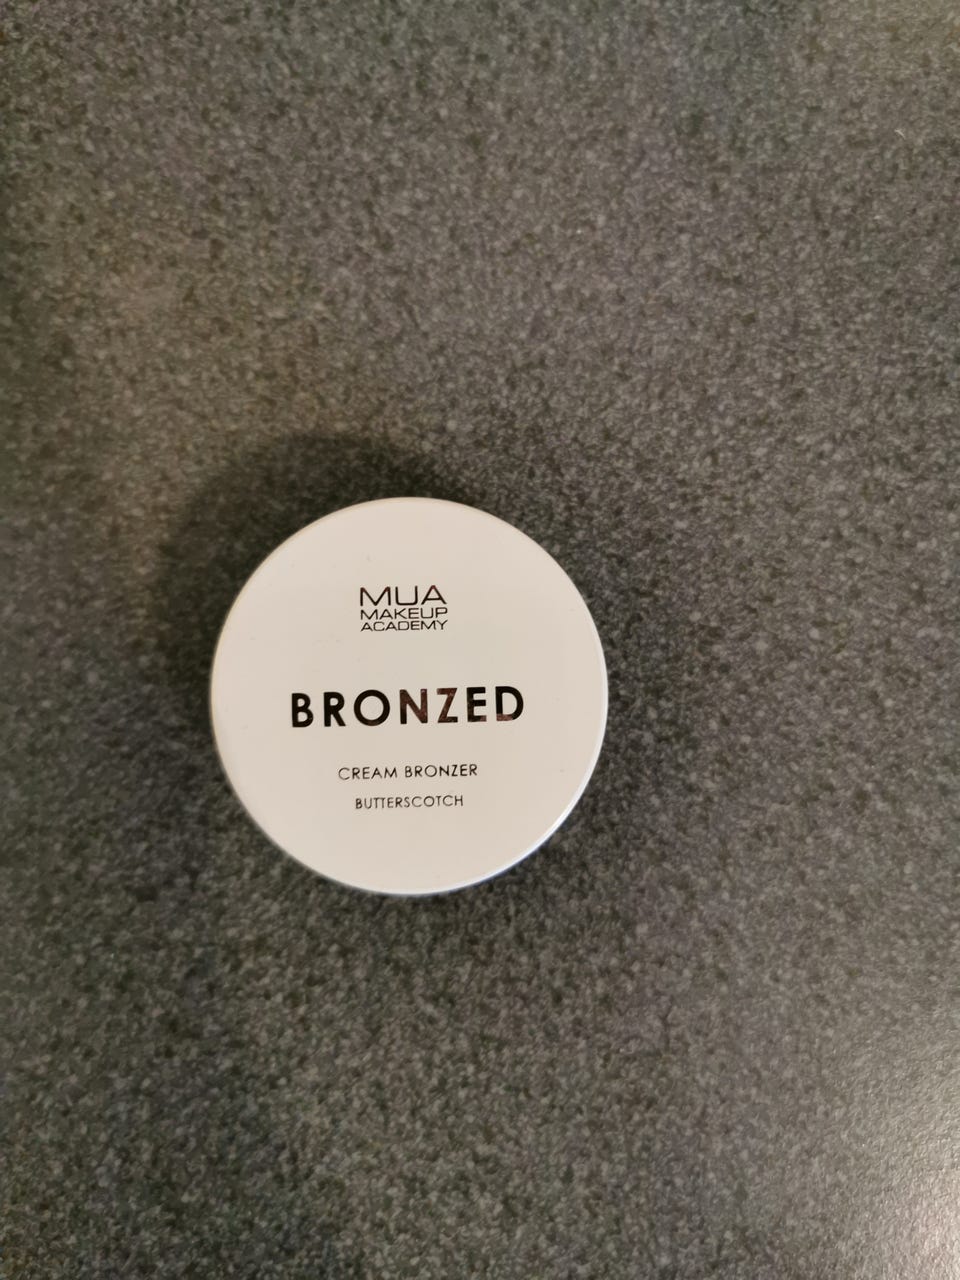 MUA
MAKEUP
ACADEMY
BRONZED
CREAM BRONZER
BUTTERSCOTCH